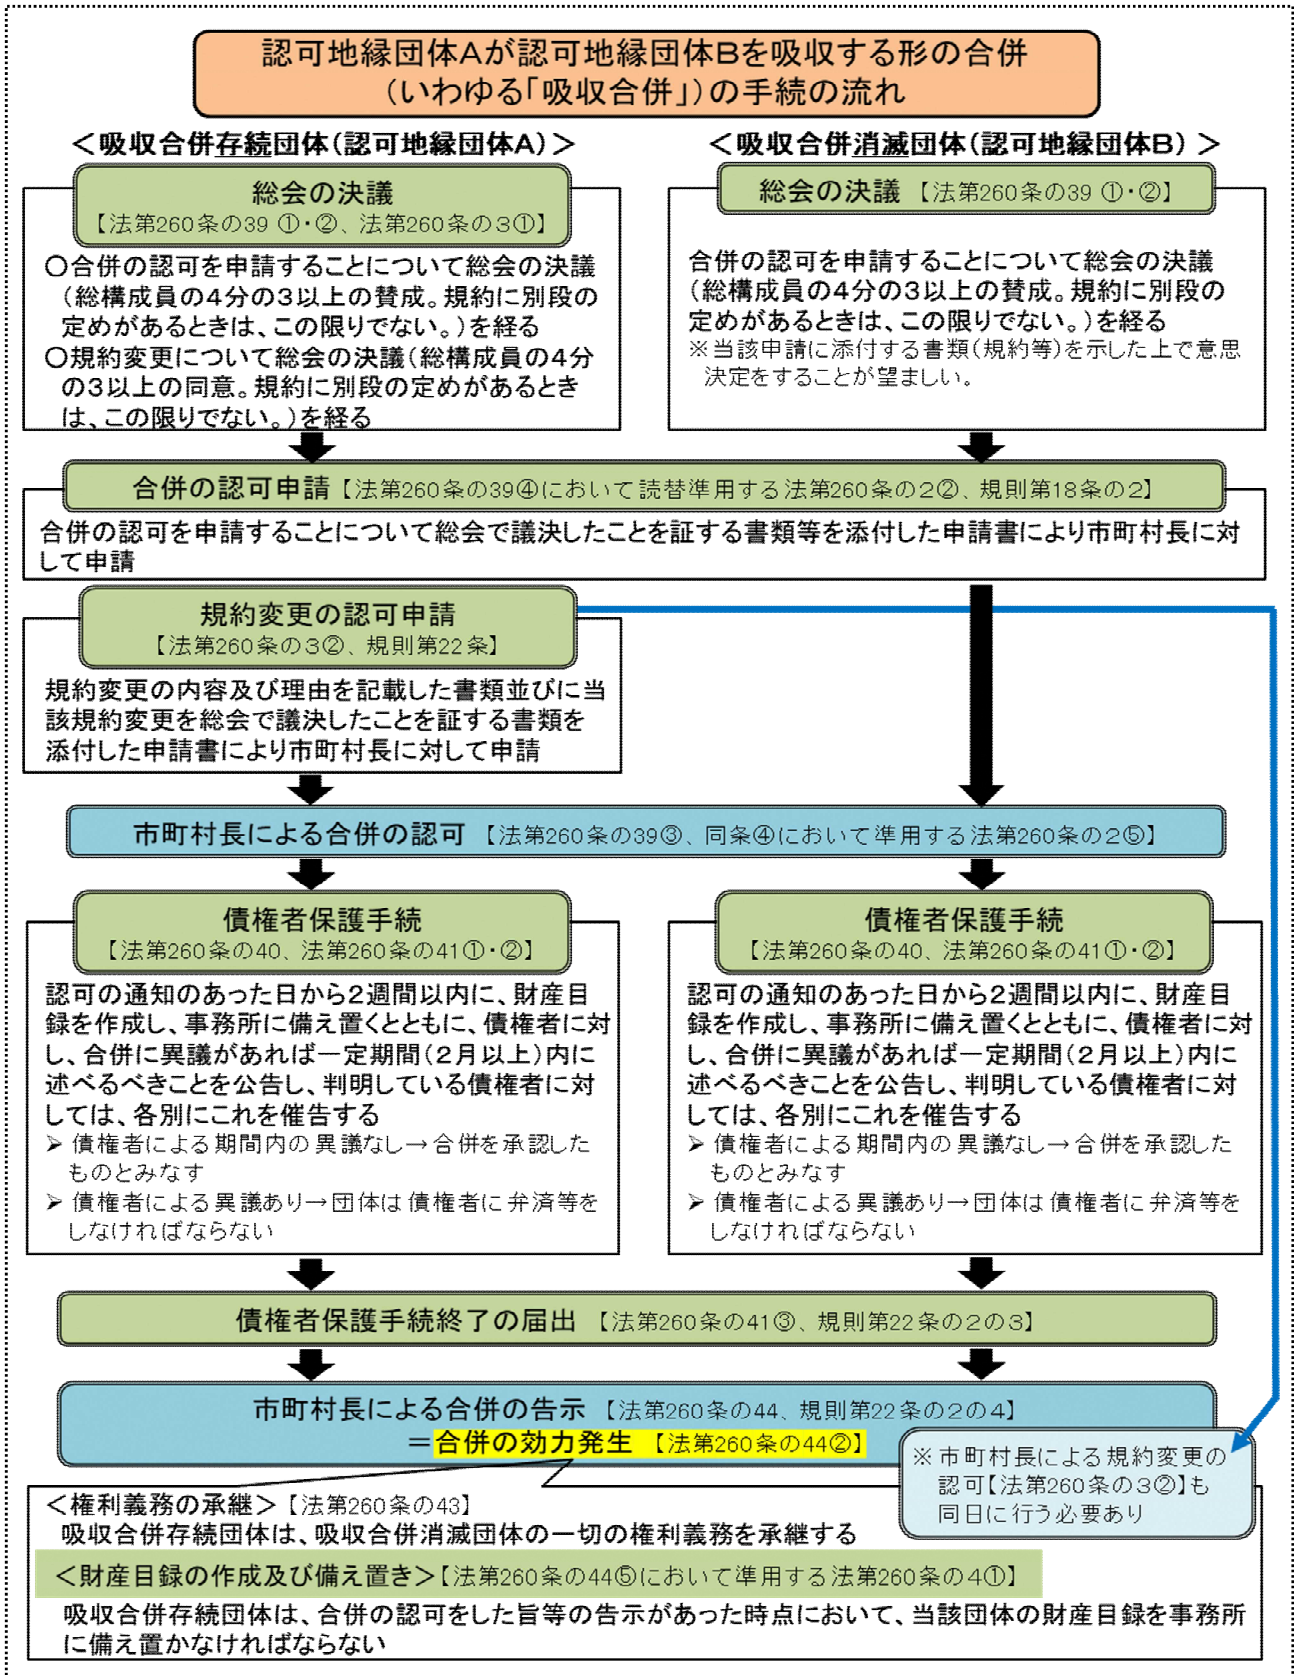 認可地縁団体Aが認可地縁団体Bを吸収する形の合併
(いわゆる「吸収合併」)の手続の流れ
＜吸収合併存続団体(認可地縁団体A)＞
総会の決議
【法第260条の39 ①・②、法第260条の3①】
○合併の認可を申請することについて総会の決議
(総構成員の4分の3以上の賛成。規約に別段の
定めがあるときは、この限りでない。)を経る
○規約変更について総会の決議(総構成員の4分
の3以上の同意。規約に別段の定めがあるとき
は、この限りでない。)を経る
＜吸収合併消滅団体(認可地縁団体B) ＞
総会の決議 【法第260条の39 ①・②】
合併の認可を申請することについて総会の決議
(総構成員の4分の3以上の賛成。規約に別段の
定めがあるときは、この限りでない。)を経る
※当該申請に添付する書類(規約等)を示した上で意思
決定をすることが望ましい。
合併の認可申請【法第260条の39④において読替準用する法第260条の2②、規則第18条の2】
合併の認可を申請することについて総会で議決したことを証する書類等を添付した申請書により市町村長に対
して申請
規約変更の認可申請
【法第260条の3②、規則第22条】
規約変更の内容及び理由を記載した書類並びに当
該規約変更を総会で議決したことを証する書類を
添付した申請書により市町村長に対して申請
市町村長による合併の認可 【法第260条の39③、同条④において準用する法第260条の2⑤】
債権者保護手続
【法第260条の40、法第260条の41①・②】
認可の通知のあった日から2週間以内に、財産目
録を作成し、事務所に備え置くとともに、債権者に対
し、合併に異議があれば一定期間(2月以上)内に
述べるべきことを公告し、判明している債権者に対
しては、各別にこれを催告する
➢ 債権者による期間内の異議なし→合併を承認した
ものとみなす
➢ 債権者による異議あり→団体は債権者に弁済等を
しなければならない
債権者保護手続
【法第260条の40、法第260条の41①・②】
認可の通知のあった日から2週間以内に、財産目
録を作成し、事務所に備え置くとともに、債権者に対
し、合併に異議があれば一定期間(2月以上)内に
述べるべきことを公告し、判明している債権者に対
しては、各別にこれを催告する
➢ 債権者による期間内の異議なし→合併を承認した
ものとみなす
➢ 債権者による異議あり→団体は債権者に弁済等を
しなければならない
債権者保護手続終了の届出 【法第260条の41③、規則第22条の2の3】
市町村長による合併の告示 【法第260条の44、規則第22条の2の4】
＝合併の効力発生 【法第260条の44②】
※市町村長による規約変更の
認可【法第260条の3②】も
同日に行う必要あり
＜権利義務の承継＞【法第260条の43】
吸収合併存続団体は、吸収合併消滅団体の一切の権利義務を承継する
＜財産目録の作成及び備え置き＞【法第260条の44⑤において準用する法第260条の4①】
吸収合併存続団体は、合併の認可をした旨等の告示があった時点において、当該団体の財産目録を事務所
に備え置かなければならない